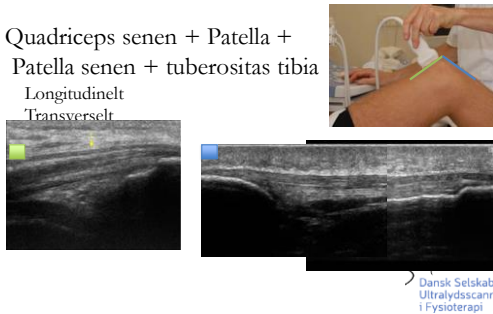 Quadriceps senen + Patella +
Patella senen + tuberositas tibia
Longitudinelt
Transverselt
Dansk Selskab
Ultralydsscann
i Fysioterapi